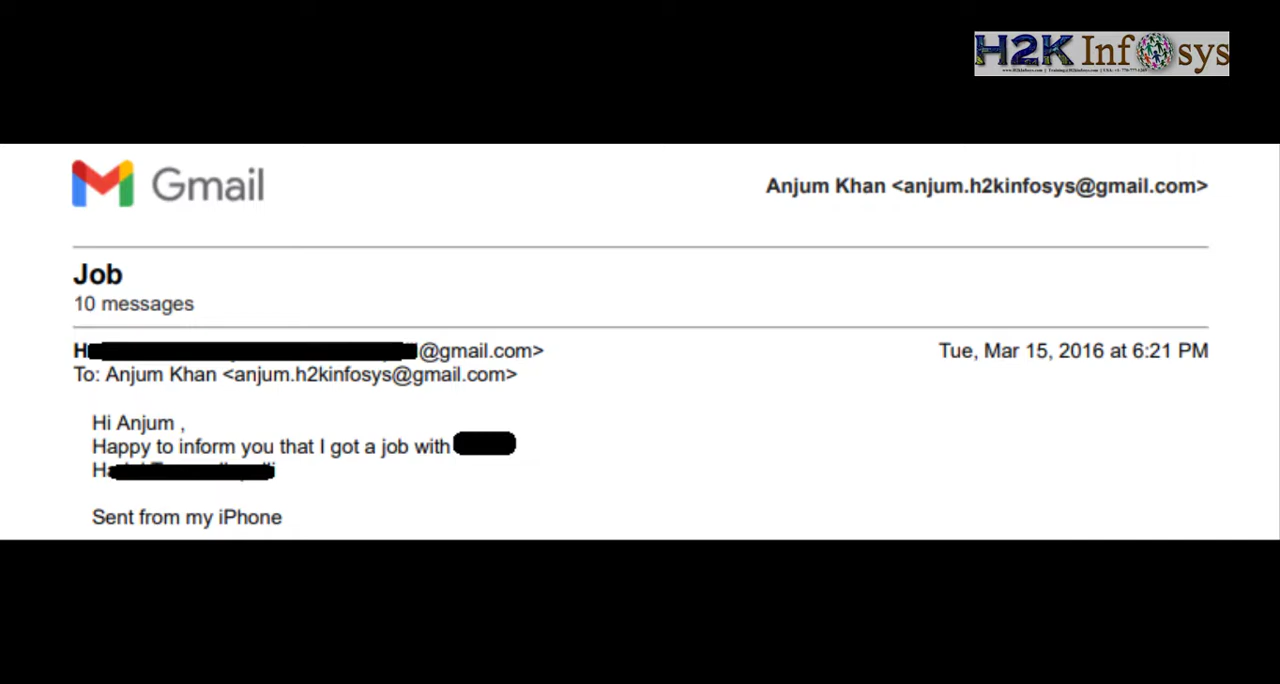 H2K Infosys
Gmail
Anjum Khan <anjum.h2kinfosys@gmail.com>
Job
10 messages
H @gmail.com>
Tue, Mar 15, 2016 at 6:21 PM
To: Anjum Khan <anjum.h2kinfosys@gmail.com>
Hi Anjum ,
Happy to inform you that I got a job with
Sent from my iPhone